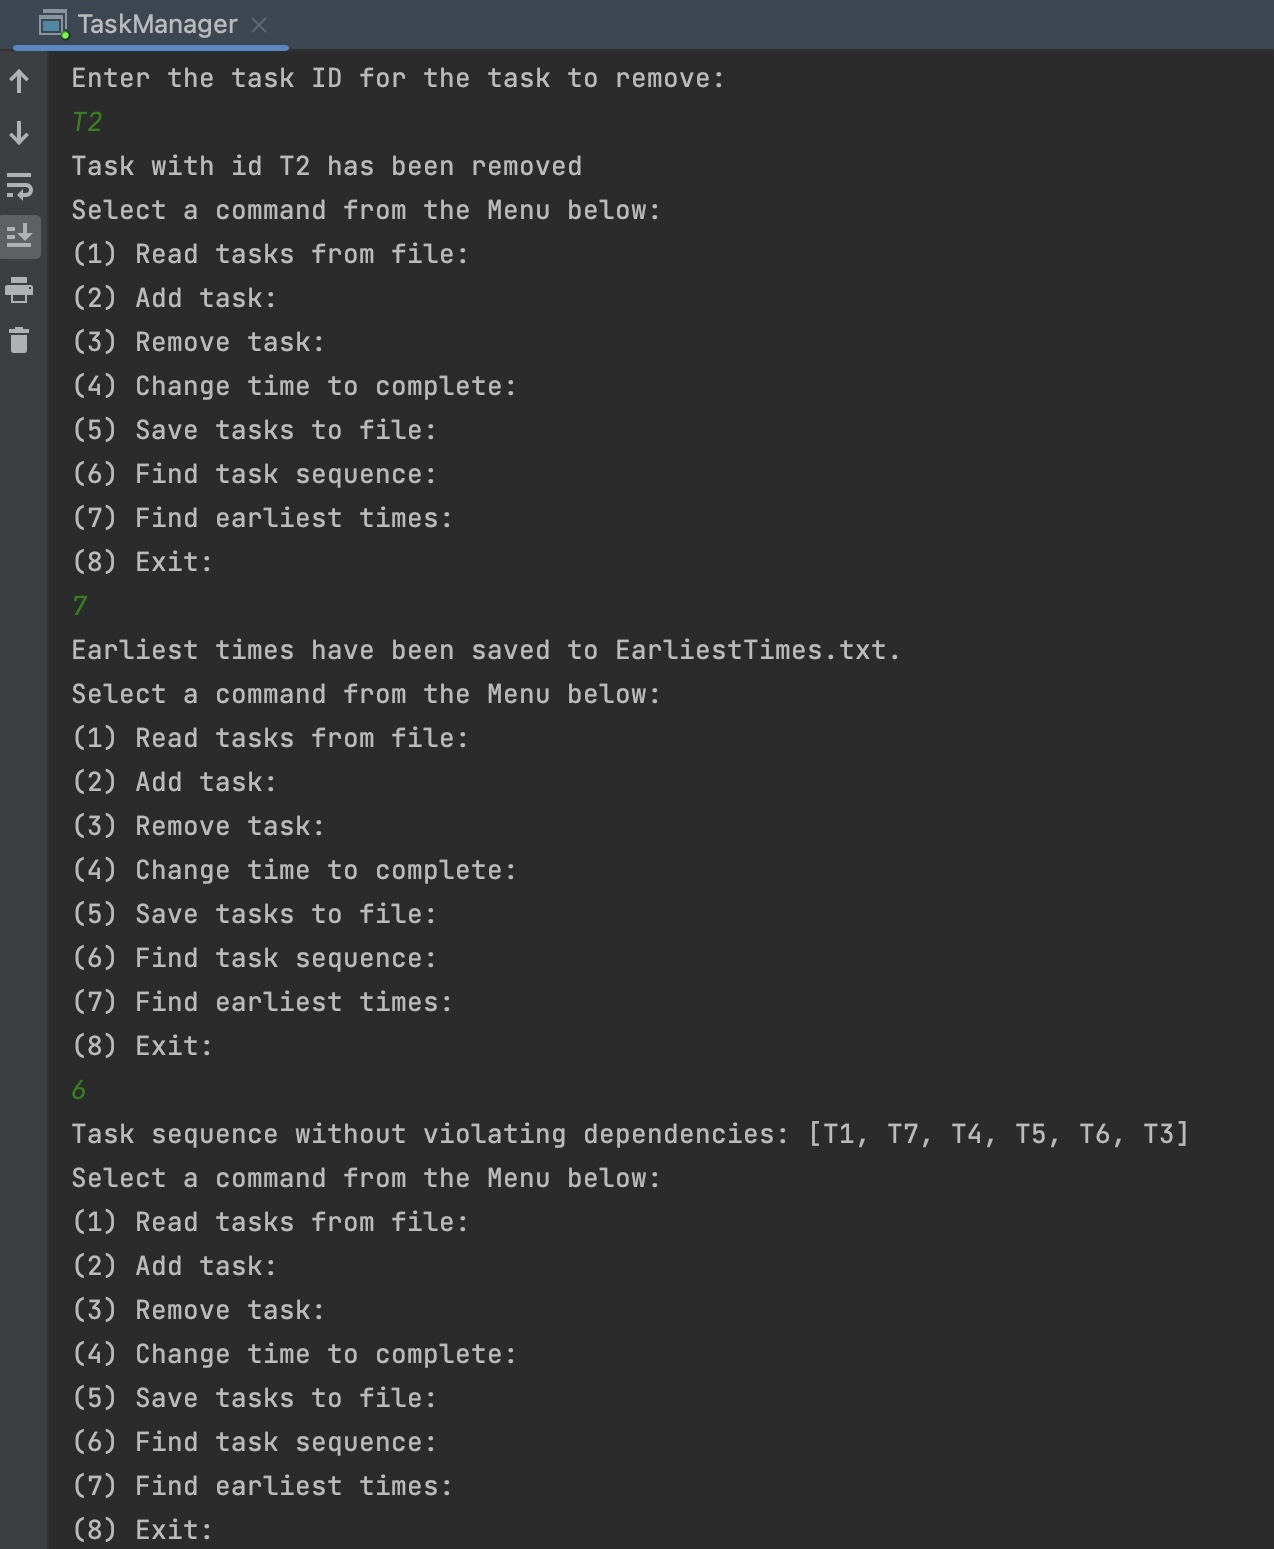 TaskManager
Enter the task ID for the task to remove:
T2
Task with id T2 has been removed
Select a command from the Menu below:
(1) Read tasks from file:
(2) Add task:
(3) Remove task:
(4) Change time to complete:
(5) Save tasks to file:
(6) Find task sequence:
(7) Find earliest times:
(8) Exit:
7
Earliest times have been saved to EarliestTimes.txt.
Select a command from the Menu below:
(1) Read tasks from file:
(2) Add task:
(3) Remove task:
(4) Change time to complete:
(5) Save tasks to file:
(6) Find task sequence:
(7) Find earliest times:
(8) Exit:
6
Task sequence without violating dependencies: [T1, T7, T4, T5, T6, T3]
Select a command from the Menu below:
(1) Read tasks from file:
(2) Add task:
(3) Remove task:
(4) Change time to complete:
(5) Save tasks to file:
(6) Find task sequence:
(7) Find earliest times:
(8) Exit: